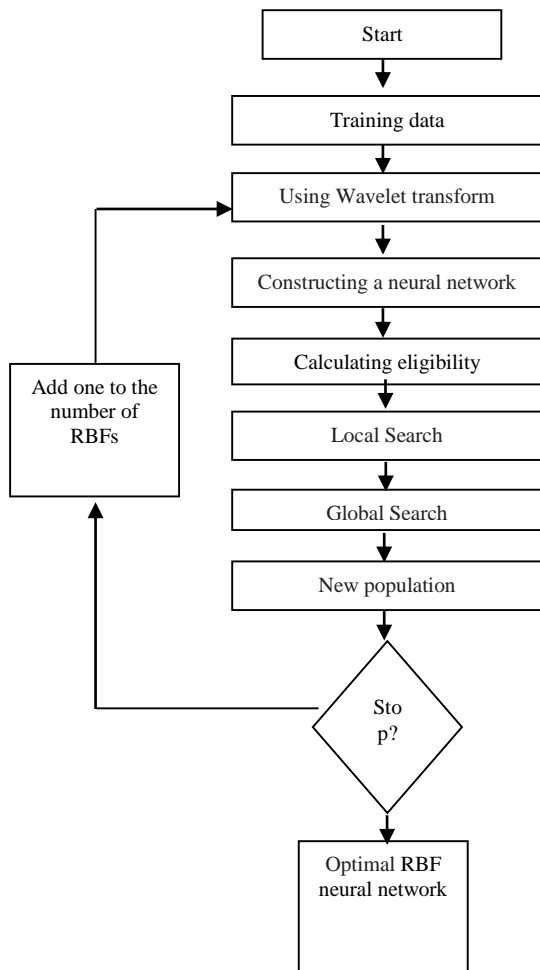 Start
Training data
Using Wavelet transform
Constructing a neural network
Calculating eligibility
Add one to the
number of
RBFs
Local Search
Global Search
New population
Sto
p?
Optimal RBF
neural network